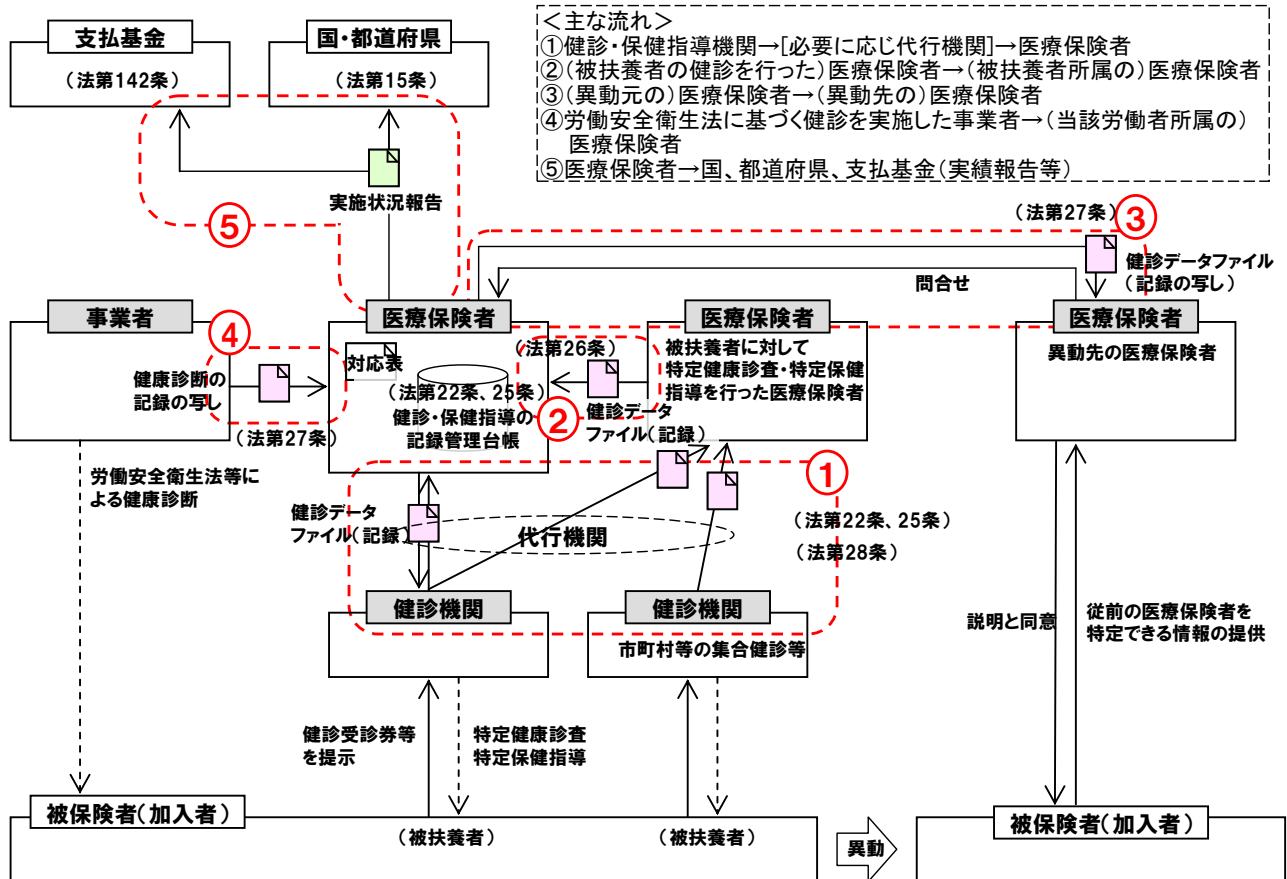 支払基金
(法第142条)
国・都道府県
(法第15条)
＜主な流れ＞
①健診・保健指導機関→[必要に応じ代行機関]→医療保険者
②(被扶養者の健診を行った)医療保険者→(被扶養者所属の)医療保険者
③(異動元の)医療保険者→(異動先の)医療保険者
④労働安全衛生法に基づく健診を実施した事業者→(当該労働者所属の)
医療保険者
⑤医療保険者→国、都道府県、支払基金(実績報告等)
実施状況報告
⑤
(法第27条)
③
健診データファイル
(記録の写し)
問合せ
事業者
④
健康診断の
記録の写し
(法第27条)
医療保険者
対応表
(法第22条、25条)
健診・保健指導の
記録管理台帳
(法第26条)
②
健診データ
ファイル(記録)
医療保険者
被扶養者に対して
特定健康診査・特定保健
指導を行った医療保険者
医療保険者
異動先の医療保険者
労働安全衛生法等に
よる健康診断
健診データ
ファイル(記録)
代行機関
①
(法第22条、25条)
(法第28条)
健診機関
健診機関
市町村等の集合健診等
説明と同意
従前の医療保険者を
特定できる情報の提供
健診受診券等
を提示
特定健康診査
特定保健指導
被保険者(加入者)
(被扶養者)
(被扶養者)
異動
被保険者(加入者)